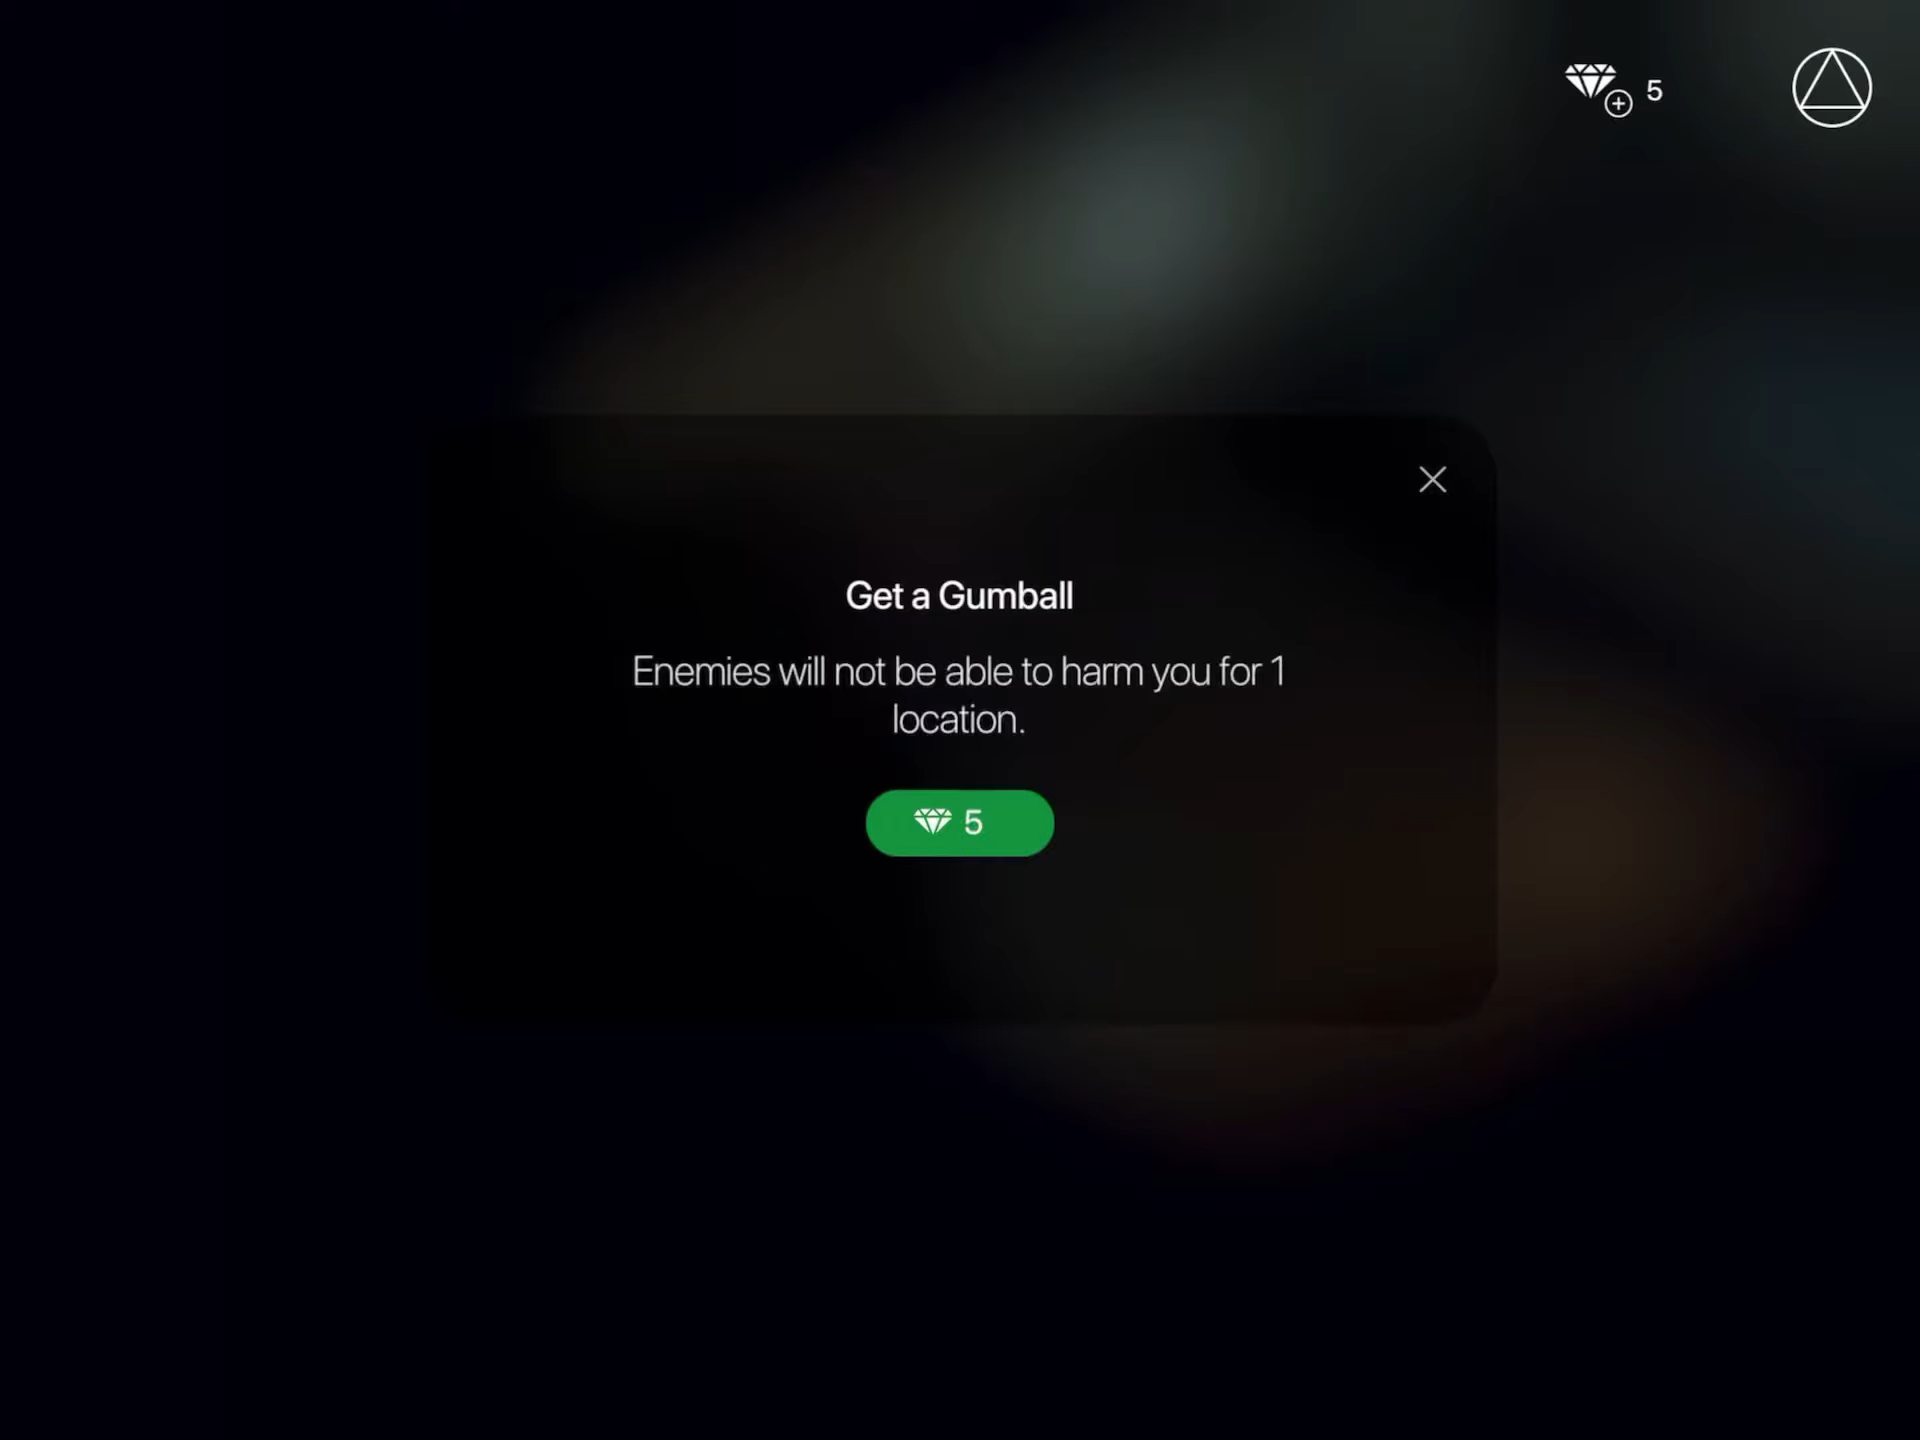 5
Get a Gumball
Enemies will not be able to harm you for 1
location.
5